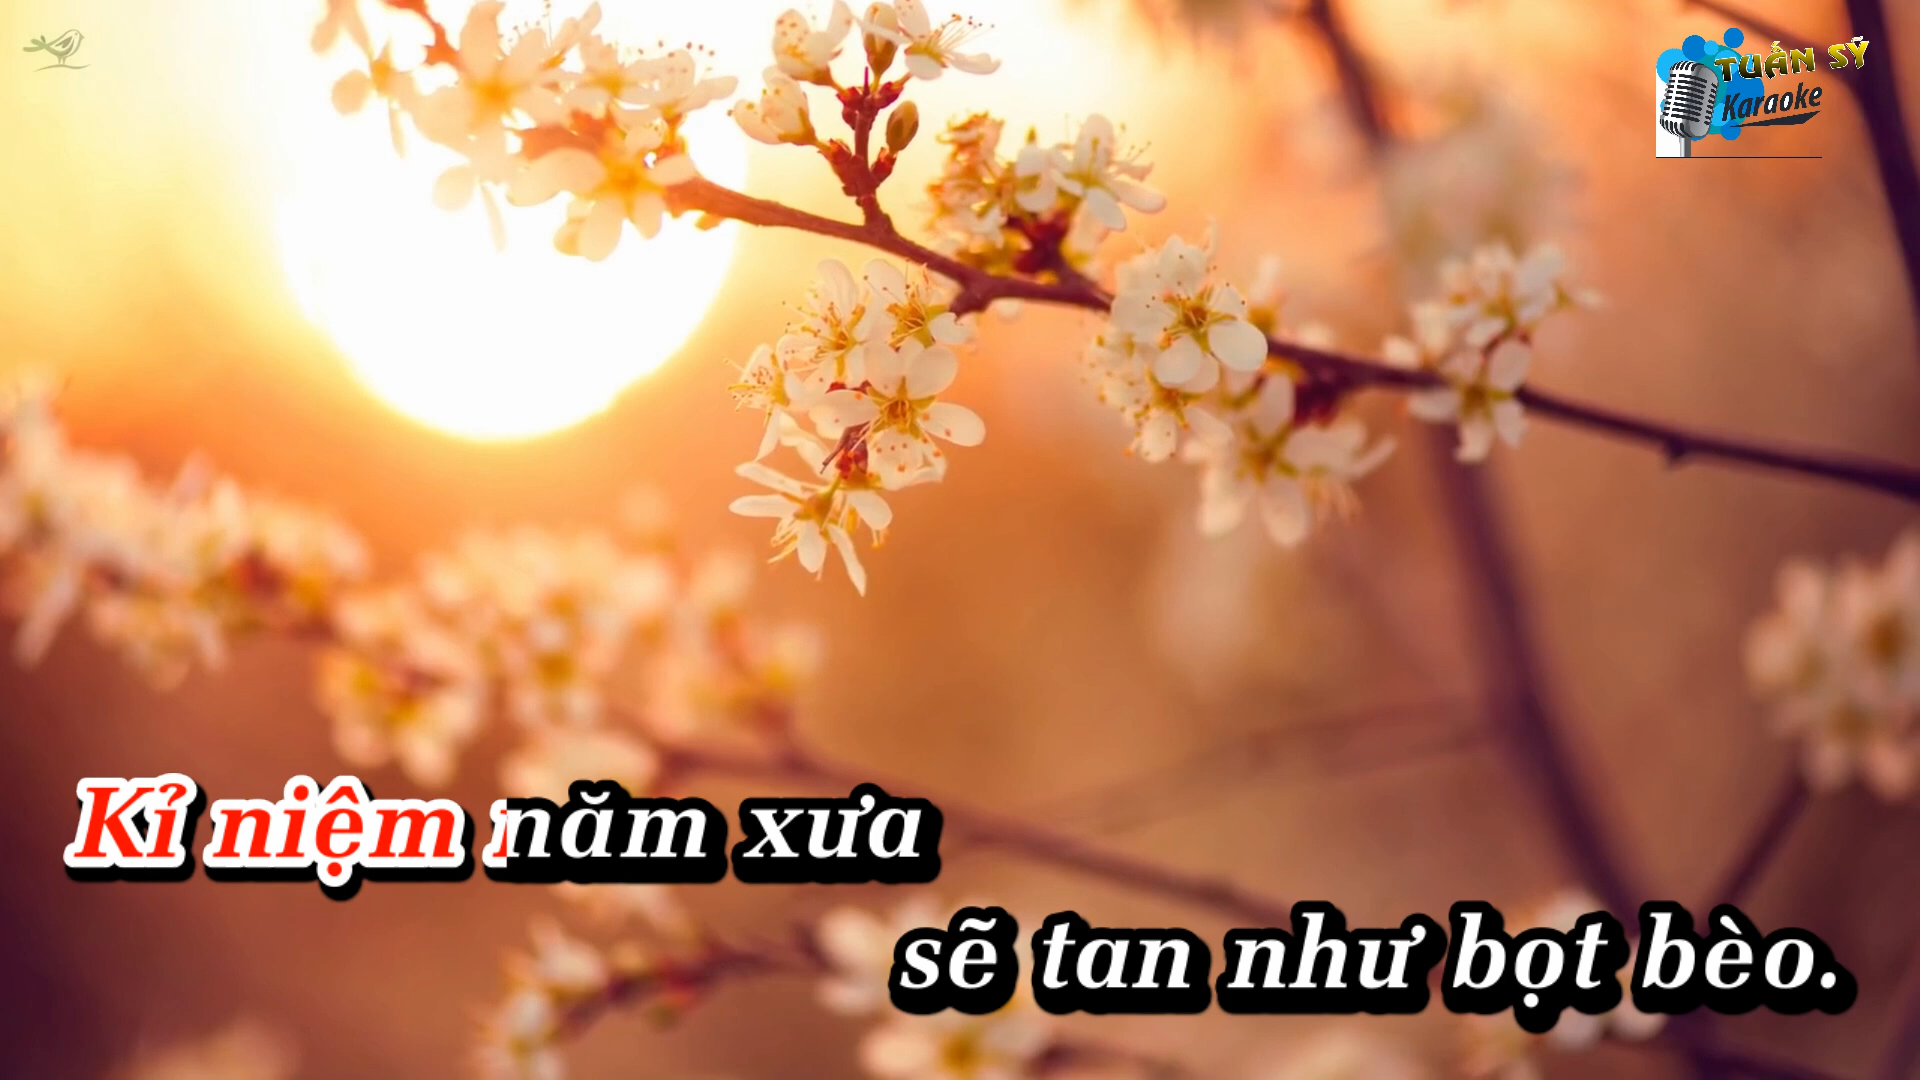 TUẤN SỸ
Karaoke
Kỉ niệm năm xưa
sẽ tan như bọt bèo.